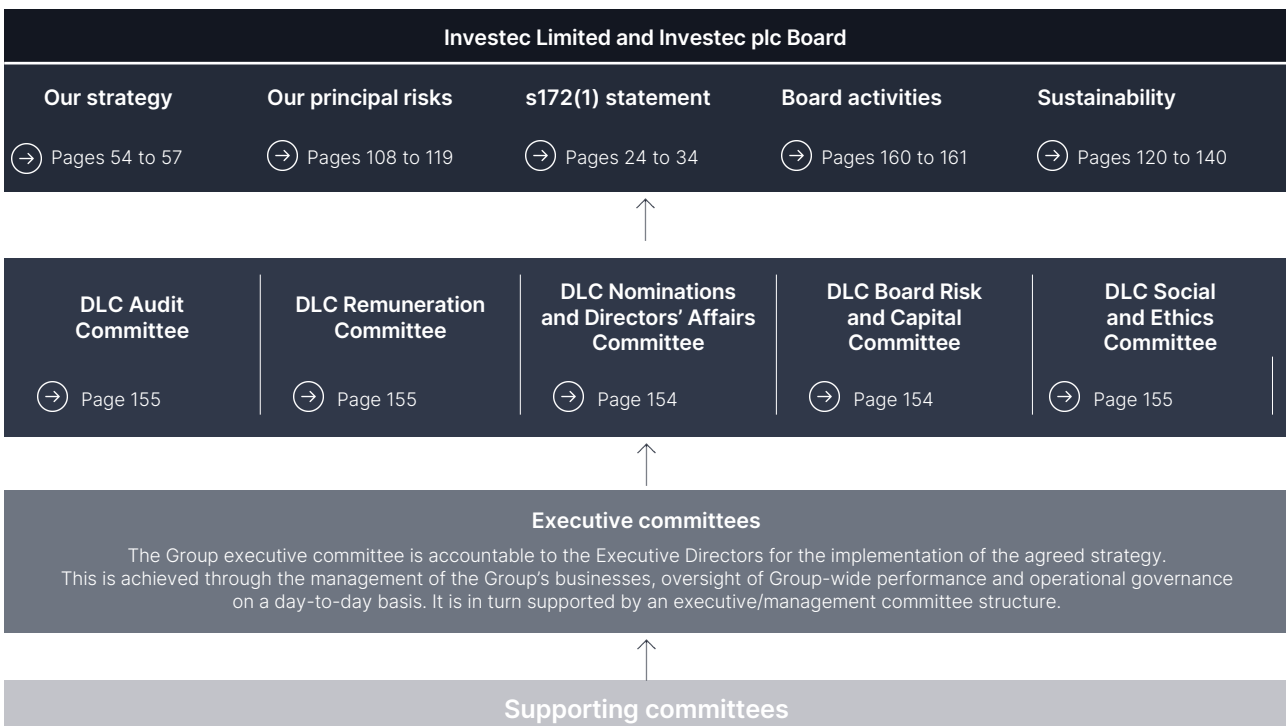 Investec Limited and Investec plc Board
Our strategy
Pages 54 to 57
Our principal risks
Pages 108 to 119
s172(1) statement
Pages 24 to 34
Board activities
Pages 160 to 161
Sustainability
Pages 120 to 140
DLC Audit
Committee
Page 155
DLC Remuneration
Committee
Page 155
DLC Nominations
and Directors’ Affairs
Committee
Page 154
DLC Board Risk
and Capital
Committee
Page 154
DLC Social
and Ethics
Committee
Page 155
Executive committees
The Group executive committee is accountable to the Executive Directors for the implementation of the agreed strategy.
This is achieved through the management of the Group’s businesses, oversight of Group-wide performance and operational governance
on a day-to-day basis. It is in turn supported by an executive/management committee structure.
Supporting committees